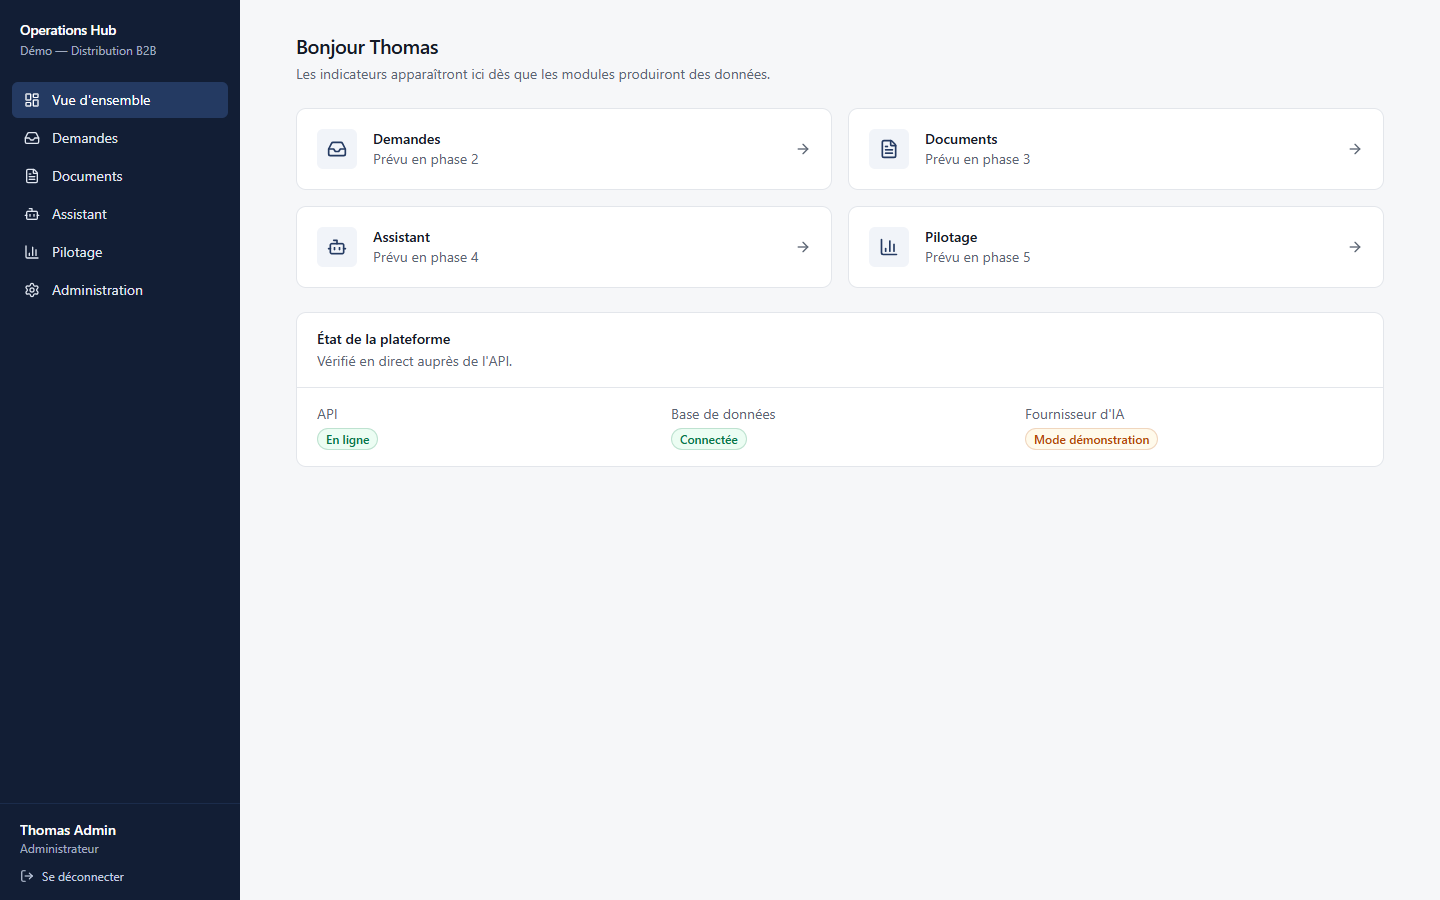 Operations Hub
Démo — Distribution B2B
Vue d'ensemble
Demandes
Documents
Assistant
Pilotage
Administration
Thomas Admin
Administrateur
Se déconnecter
Bonjour Thomas
Les indicateurs apparaîtront ici dès que les modules produiront des données.
Demandes
Prévu en phase 2
Documents
Prévu en phase 3
Assistant
Prévu en phase 4
Pilotage
Prévu en phase 5
État de la plateforme
Vérifié en direct auprès de l'API.
API
En ligne
Base de données
Connectée
Fournisseur d'IA
Mode démonstration